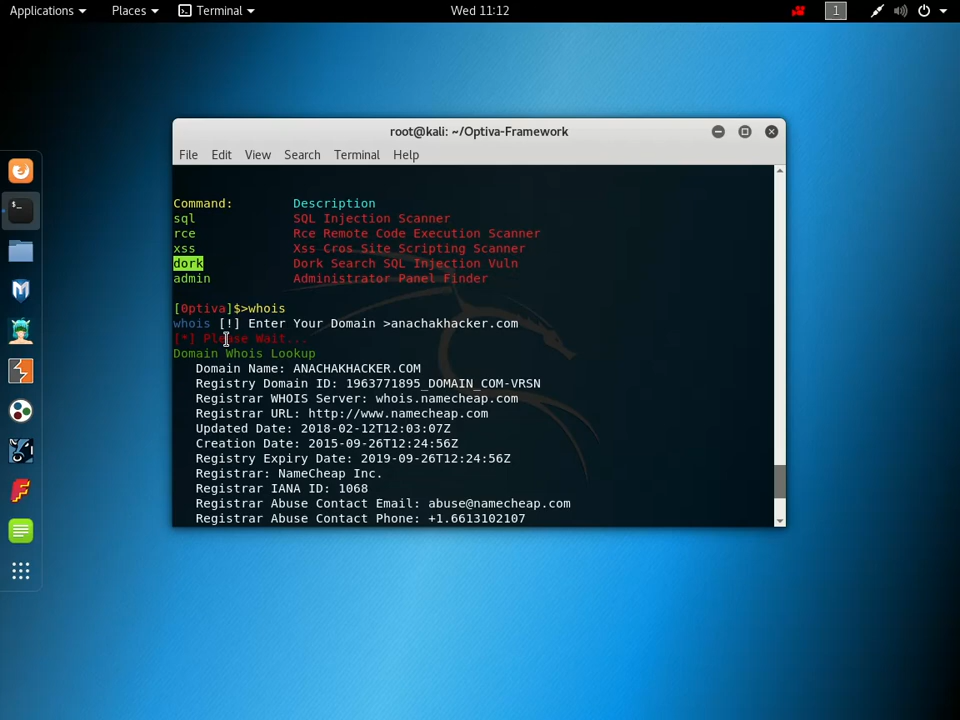 Applications Places Terminal Wed 11:12 1
root@kali: ~/Optiva-Framework
File Edit View Search Terminal Help
Command: Description
sql SQL Injection Scanner
rce Rce Remote Code Execution Scanner
xss Xss Cros Site Scripting Scanner
dork Dork Search SQL Injection Vuln
admin Administrator Panel Finder
[0ptiva]$>whois
whois [!] Enter Your Domain >anachakhacker.com
[*] Please Wait...
Domain Whois Lookup
Domain Name: ANACHAKHACKER.COM
Registry Domain ID: 1963771895_DOMAIN_COM-VRSN
Registrar WHOIS Server: whois.namecheap.com
Registrar URL: http://www.namecheap.com
Updated Date: 2018-02-12T12:03:07Z
Creation Date: 2015-09-26T12:24:56Z
Registry Expiry Date: 2019-09-26T12:24:56Z
Registrar: NameCheap Inc.
Registrar IANA ID: 1068
Registrar Abuse Contact Email: abuse@namecheap.com
Registrar Abuse Contact Phone: +1.6613102107